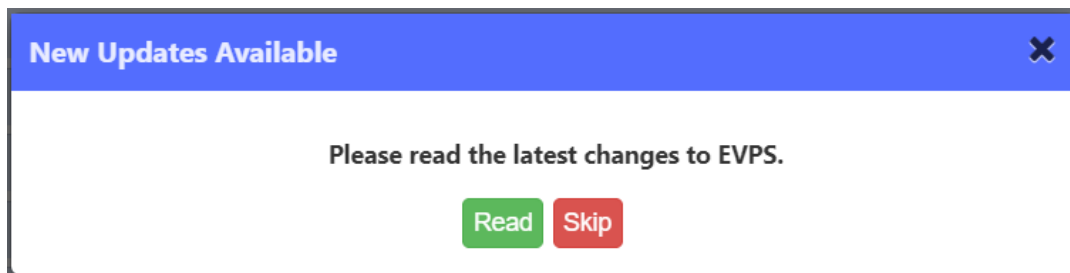 New Updates Available
Please read the latest changes to EVPS.
Read Skip